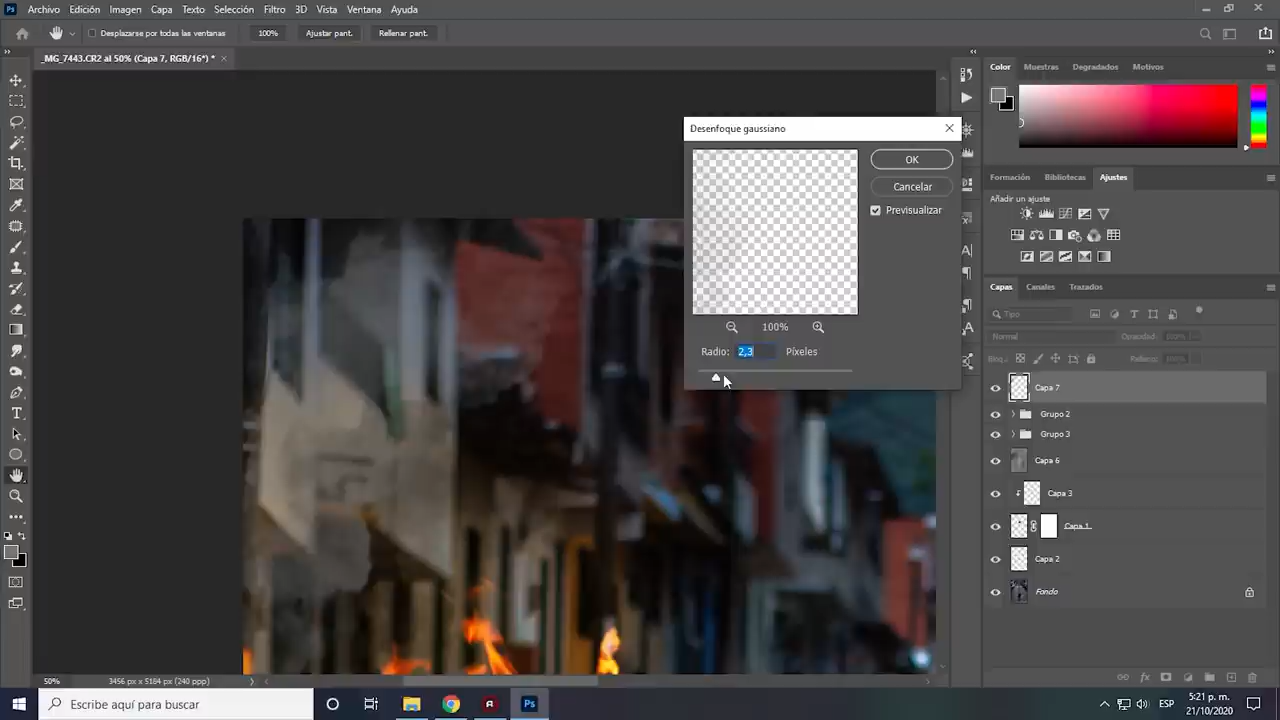 Ps Archivo Edición Imagen Capa Texto Selección Filtro 3D Vista Ventana Ayuda
Desplazarse por todas las ventanas 100% Ajustar pant. Rellenar pant.
_MG_7443.CR2 al 50% (Capa 7, RGB/16*) * ×
Color Muestras Degradados Motivos
Desenfoque gaussiano
OK
Cancelar
Previsualizar
100%
Radio: 2,3 Píxeles
Formación Bibliotecas Ajustes
Añadir un ajuste
Capas Canales Trazados
Tipo
Normal Opacidad: 100%
Bloq.: Relleno: 100%
Capa 7
Grupo 2
Grupo 3
Capa 6
Capa 3
Capa 1
Capa 2
Fondo
50% 3456 px x 5184 px (240 ppp)
Escribe aquí para buscar
Ps
ESP
5:21 p. m.
21/10/2020